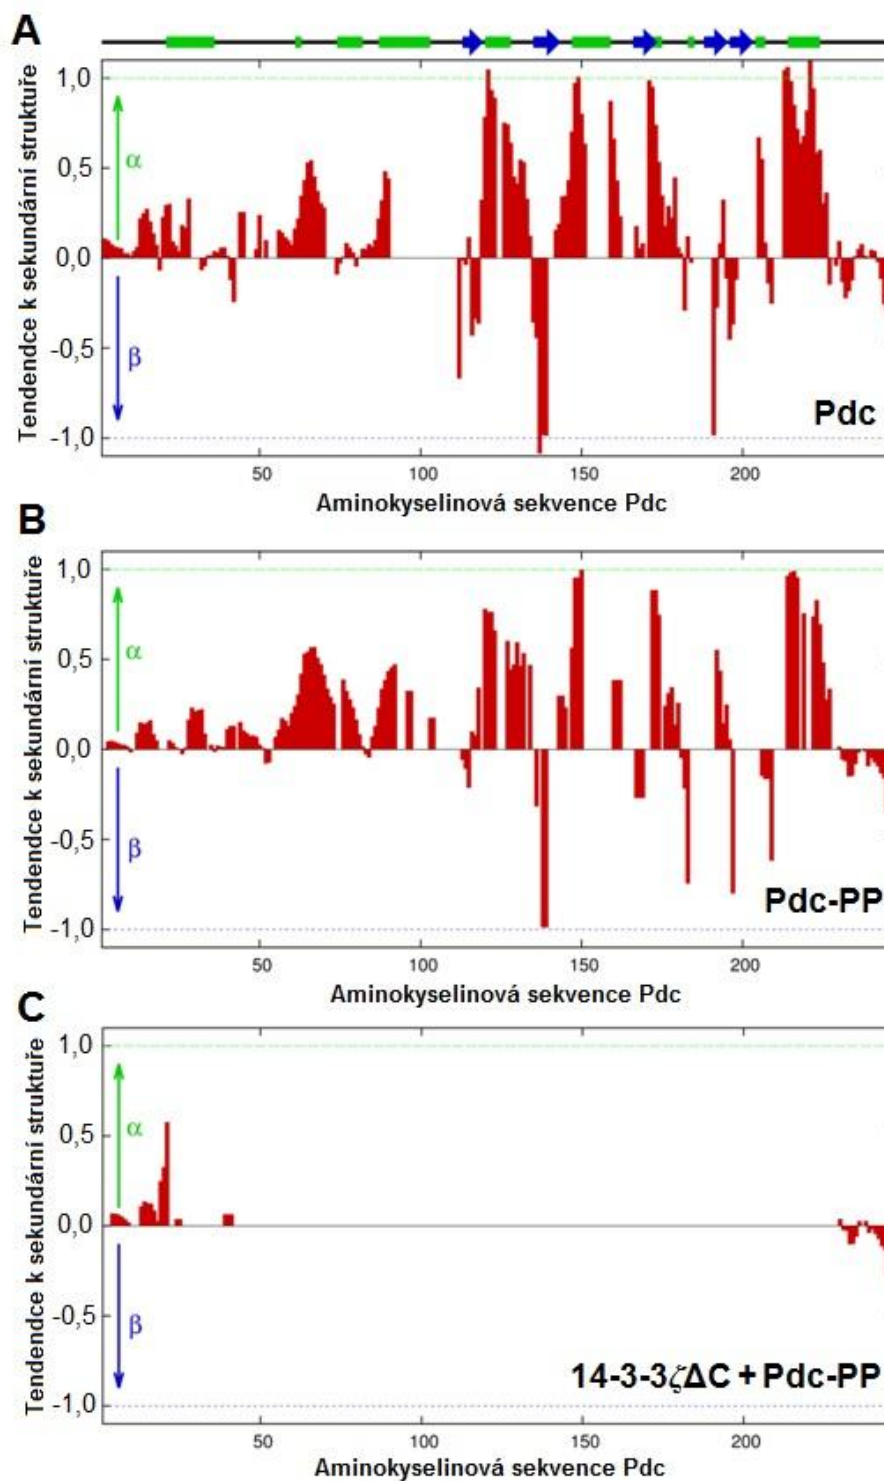 A
Tendendce k sekundární struktuře
1,0
0,5
0,0
-0,5
-1,0
α
β
Pdc
50 100 150 200
Aminokyselinová sekvence Pdc
B
Tendendce k sekundární struktuře
1,0
0,5
0,0
-0,5
-1,0
α
β
Pdc-PP
50 100 150 200
Aminokyselinová sekvence Pdc
C
Tendendce k sekundární struktuře
1,0
0,5
0,0
-0,5
-1,0
α
β
14-3-3ζΔC + Pdc-PP
50 100 150 200
Aminokyselinová sekvence Pdc